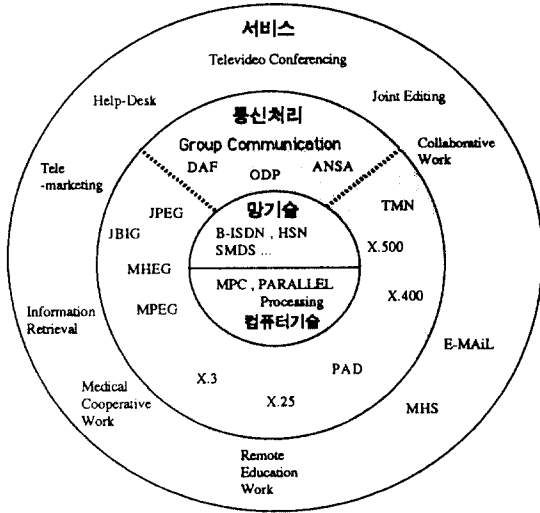 서비스
Televideo Conferencing
Help-Desk
Joint Editing
통신처리
Group Communication
Collaborative
Work
DAF
ODP
ANSA
Tele
-marketing
JPEG
망기술
TMN
JBIG
B-ISDN , HSN
SMDS ...
X.500
MHEG
MPC , PARALLEL
Processing
X.400
MPEG
컴퓨터기술
Information
Retrieval
E-MAiL
PAD
X.3
Medical
Cooperative
Work
X.25
MHS
Remote
Education
Work